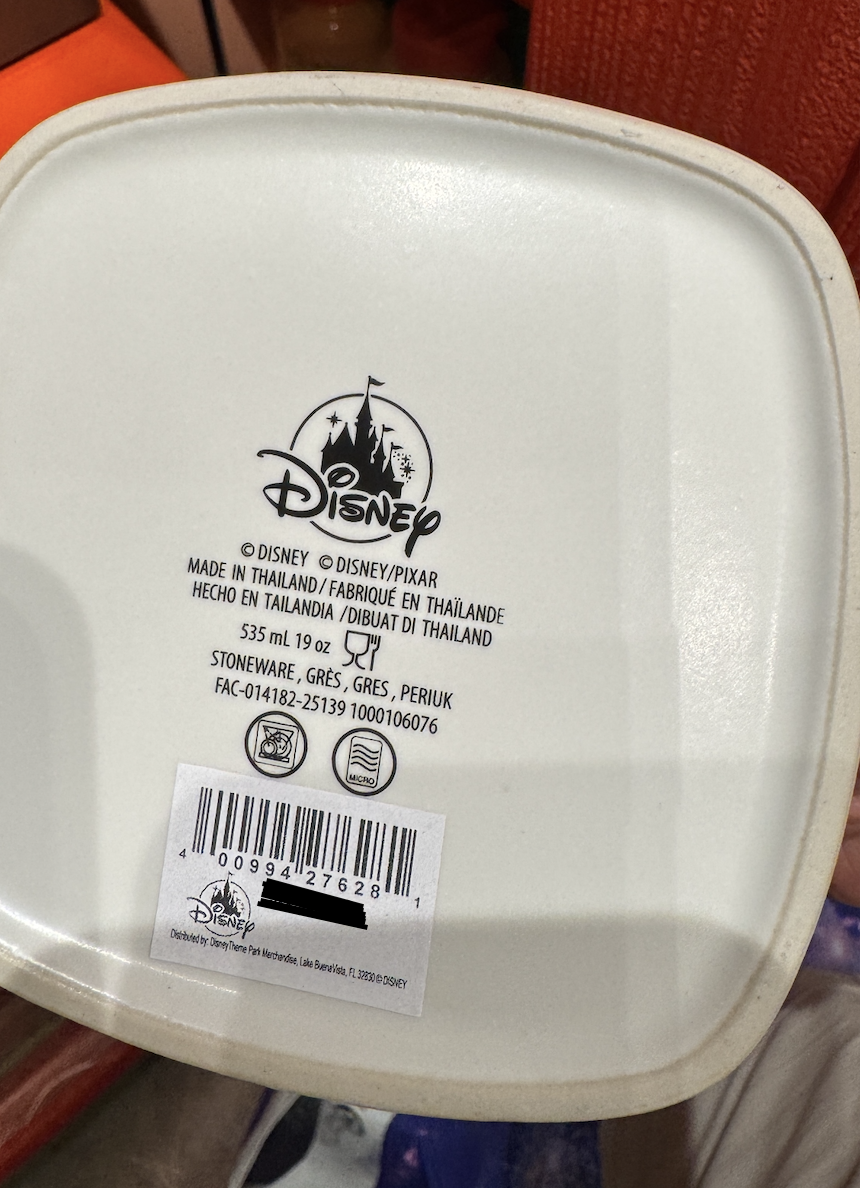 DISNEY
© DISNEY © DISNEY/PIXAR
MADE IN THAILAND / FABRIQUÉ EN THAÏLANDE
HECHO EN TAILANDIA /DIBUAT DI THAILAND
535 mL 19 oz
STONEWARE , GRÈS , GRES , PERIUK
FAC-014182-25139 1000106076
MICRO
4 00994 27628 1
DISNEY
Distributed by: Disney Theme Park Merchandise, Lake Buena Vista, FL 32830 © DISNEY